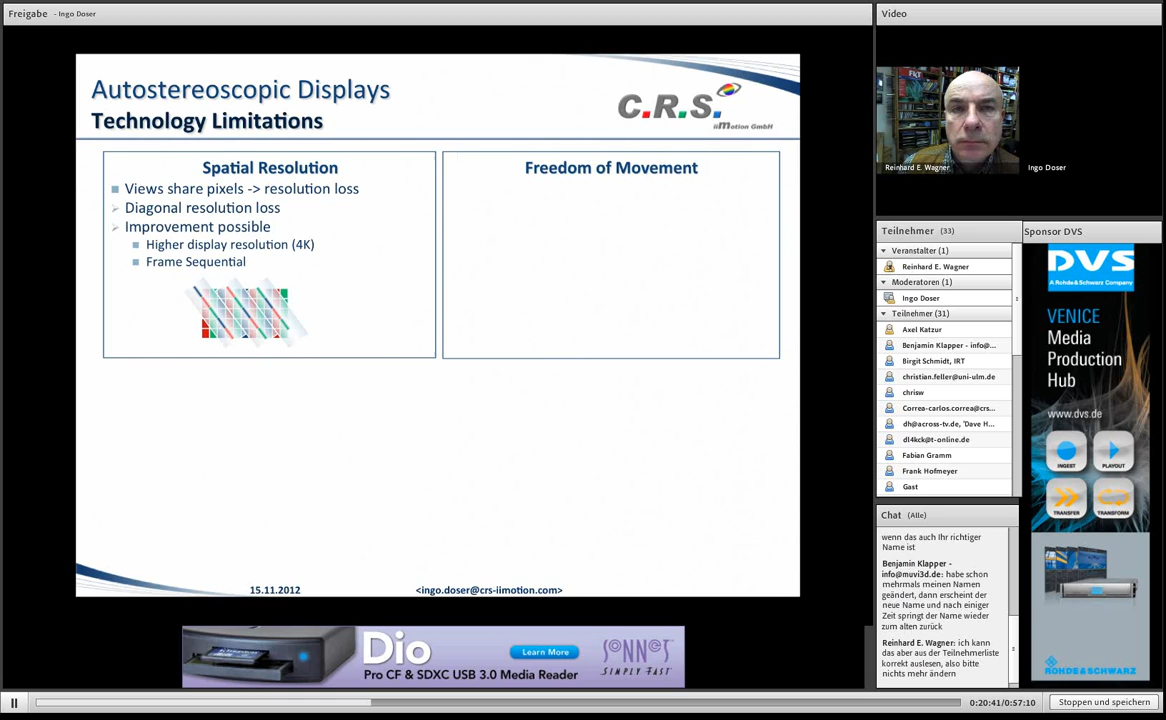 Freigabe - Ingo Doser
Autostereoscopic Displays
Technology Limitations
C.R.S.
iiMotion GmbH
Spatial Resolution
Views share pixels -> resolution loss
Diagonal resolution loss
Improvement possible
Higher display resolution (4K)
Frame Sequential
Freedom of Movement
15.11.2012
<ingo.doser@crs-iimotion.com>
Dio
Pro CF & SDXC USB 3.0 Media Reader
Learn More
SONNET
SIMPLY FAST
Video
FKT
Reinhard E. Wagner
Ingo Doser
Teilnehmer (33)
Veranstalter (1)
Reinhard E. Wagner
Moderatoren (1)
Ingo Doser
Teilnehmer (31)
Axel Katzur
Benjamin Klapper - info@...
Birgit Schmidt, IRT
christian.feller@uni-ulm.de
chrisw
Correa-carlos.correa@crs...
dh@across-tv.de, 'Dave H...
dl4kck@t-online.de
Fabian Gramm
Frank Hofmeyer
Gast
Sponsor DVS
DVS
A Rohde&Schwarz Company
VENICE
Media
Production
Hub
www.dvs.de
INGEST
PLAYOUT
TRANSFER
TRANSFORM
ROHDE&SCHWARZ
Chat (Alle)
wenn das auch Ihr richtiger
Name ist
Benjamin Klapper -
info@muvi3d.de: habe schon
mehrmals meinen Namen
geändert, dann erscheint der
neue Name und nach einiger
Zeit springt der Name wieder
zum alten zurück
Reinhard E. Wagner: ich kann
das aber aus der Teilnehmerliste
korrekt auslesen, also bitte
nichts mehr ändern
0:20:41/0:57:10
Stoppen und speichern